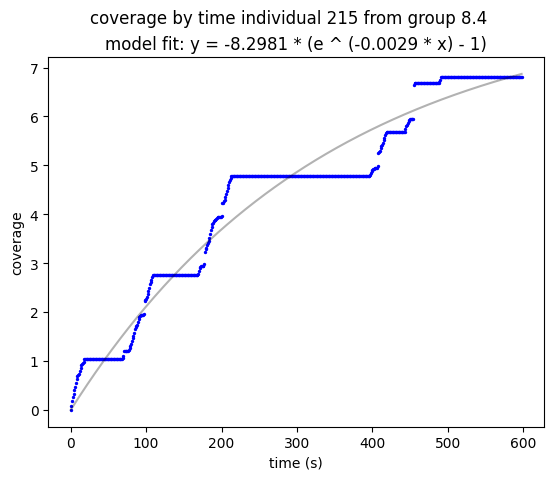 coverage by time individual 215 from group 8.4
model fit: y = -8.2981 * (e ^ (-0.0029 * x) - 1)
7
6
5
4
3
2
1
0
coverage
0 100 200 300 400 500 600
time (s)